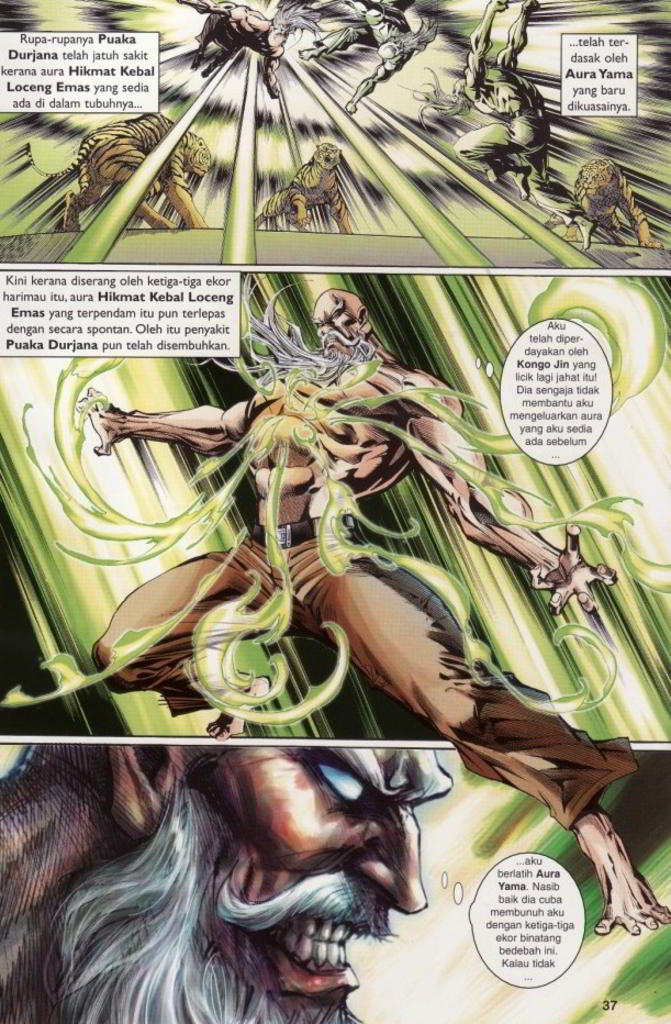 Rupa-rupanya Puaka
Durjana telah jatuh sakit
kerana aura Hikmat Kebal
Loceng Emas yang sedia
ada di dalam tubuhnya...
...telah ter-
dasak oleh
Aura Yama
yang baru
dikuasainya.
Kini kerana diserang oleh ketiga-tiga ekor
harimau itu, aura Hikmat Kebal Loceng
Emas yang terpendam itu pun terlepas
dengan secara spontan. Oleh itu penyakit
Puaka Durjana pun telah disembuhkan.
Aku
telah diper-
dayakan oleh
Kongo Jin yang
licik lagi jahat itu!
Dia sengaja tidak
membantu aku
mengeluarkan aura
yang aku sedia
ada sebelum
...
...aku
berlatih Aura
Yama. Nasib
baik dia cuba
membunuh aku
dengan ketiga-tiga
ekor binatang
bedebah ini.
Kalau tidak
...
37